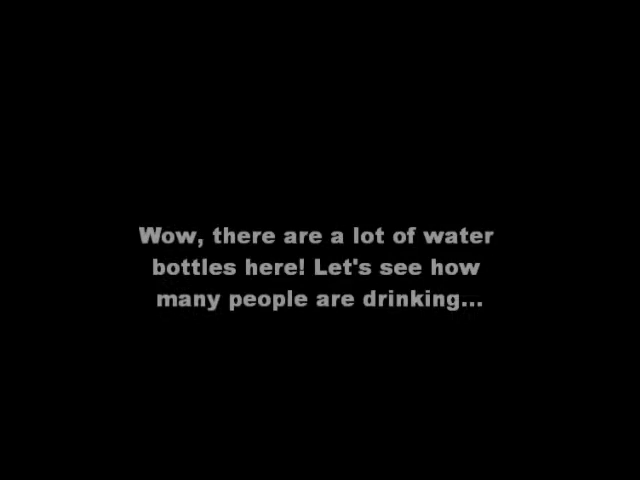 Wow, there are a lot of water
bottles here! Let's see how
many people are drinking...